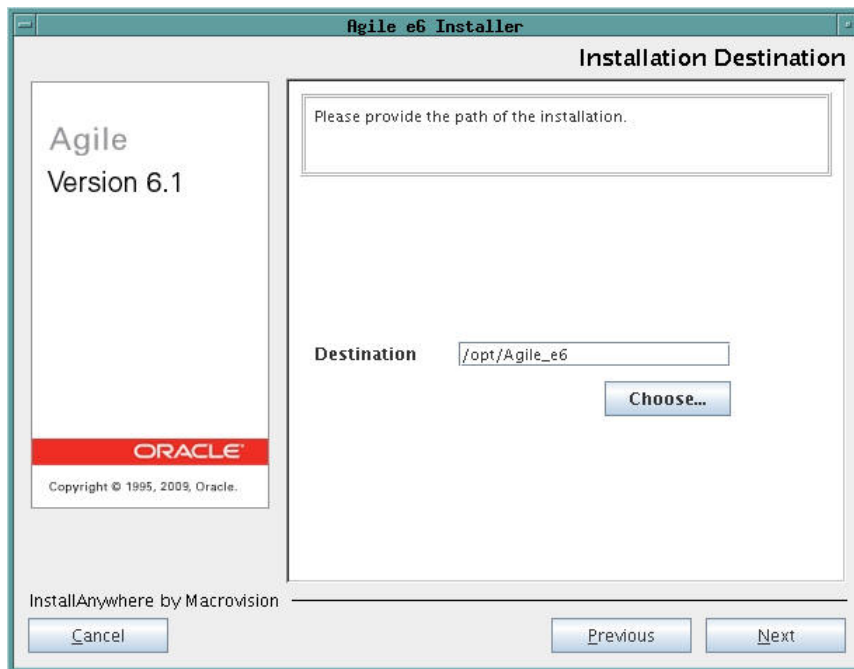 Agile e6 Installer
Installation Destination
Agile
Version 6.1
ORACLE®
Copyright © 1995, 2009, Oracle.
Please provide the path of the installation.
Destination
/opt/Agile_e6
Choose...
InstallAnywhere by Macrovision
Cancel
Previous
Next